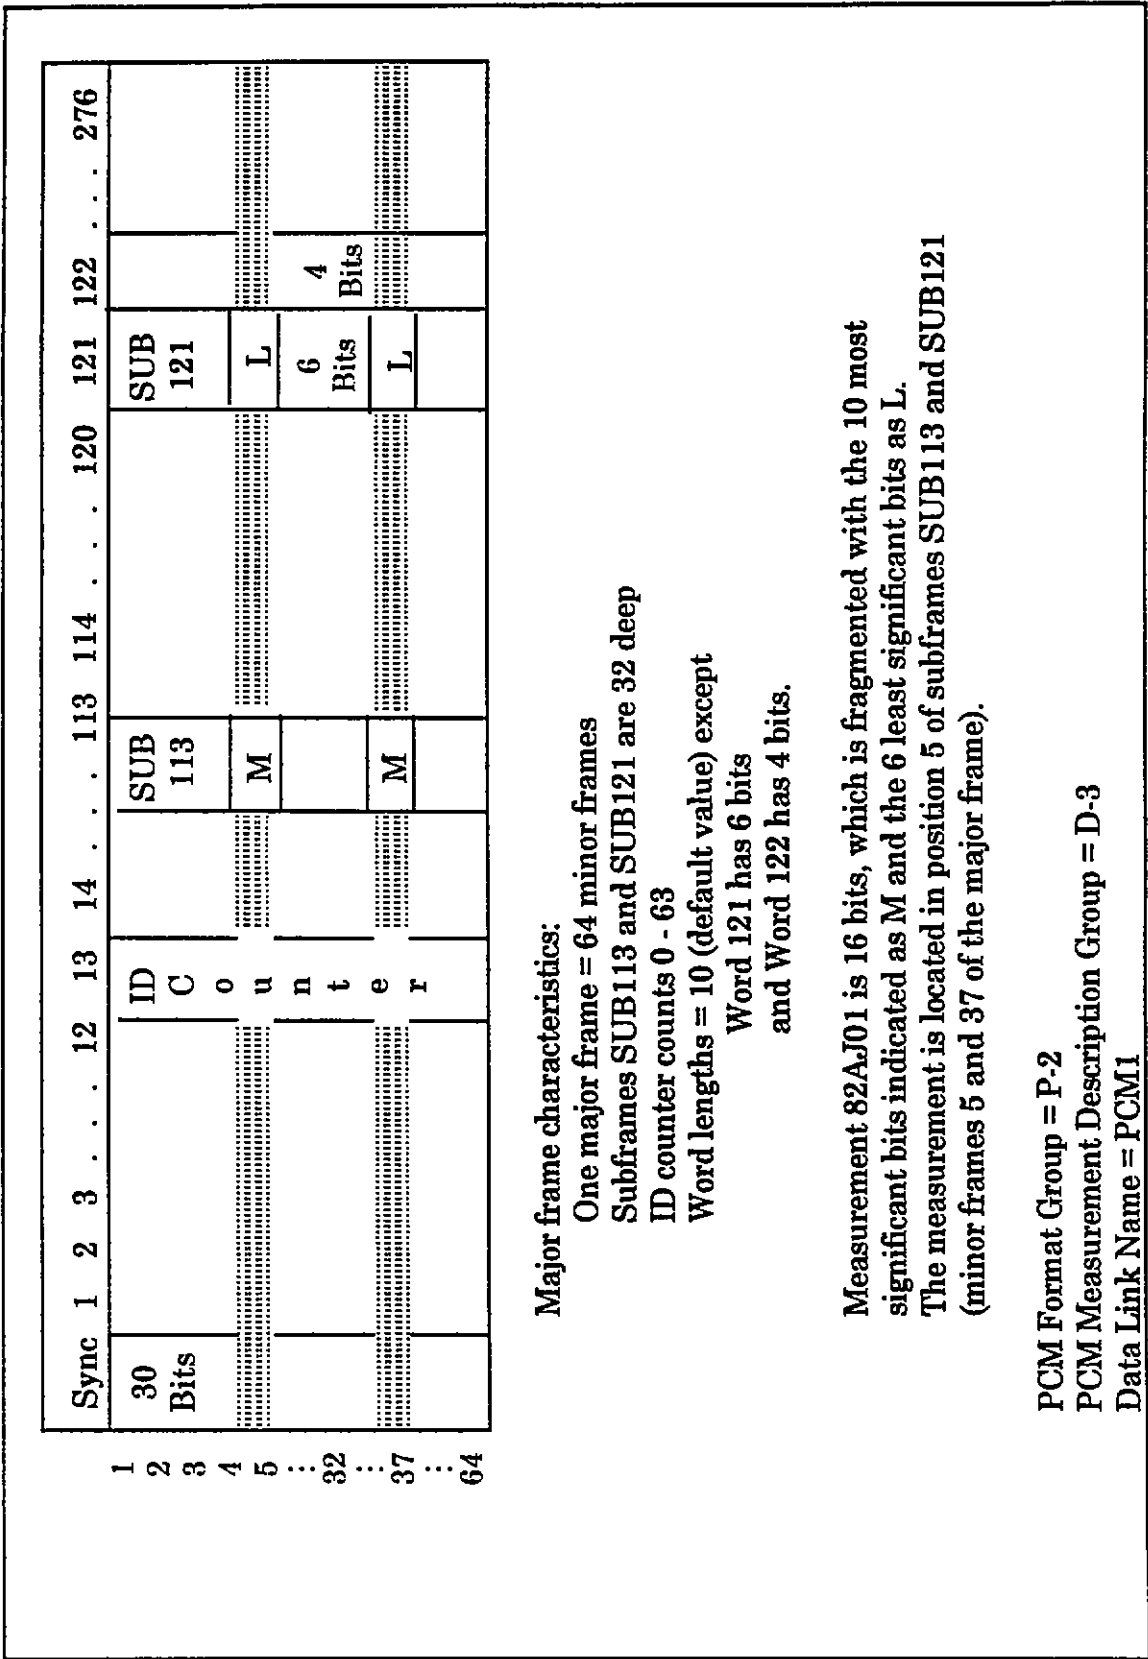 Sync 1 2 3 . . . 12 13 14 . . . 113 114 . . . 120 121 122 . . . 276
1
2
3
4
5
...
32
...
37
...
64
30
Bits
ID
C
o
u
n
t
e
r
SUB
113
M
M
SUB
121
L
6
Bits
L
4
Bits
Major frame characteristics:
One major frame = 64 minor frames
Subframes SUB113 and SUB121 are 32 deep
ID counter counts 0 - 63
Word lengths = 10 (default value) except
Word 121 has 6 bits
and Word 122 has 4 bits.
Measurement 82AJ01 is 16 bits, which is fragmented with the 10 most
significant bits indicated as M and the 6 least significant bits as L.
The measurement is located in position 5 of subframes SUB113 and SUB121
(minor frames 5 and 37 of the major frame).
PCM Format Group = P-2
PCM Measurement Description Group = D-3
Data Link Name = PCM1